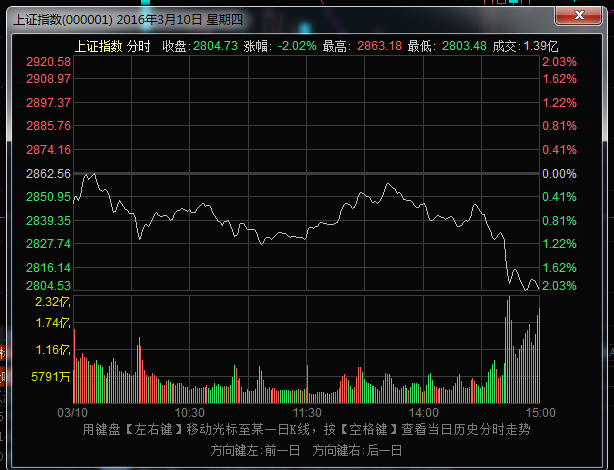 上证指数(000001) 2016年3月10日 星期四
上证指数 分时 收盘:2804.73 涨幅: -2.02% 最高: 2863.18 最低: 2803.48 成交: 1.39亿
2920.58 2.03%
2908.97 1.62%
2897.37 1.22%
2885.76 0.81%
2874.16 0.41%
2862.56 0.00%
2850.95 0.41%
2839.35 0.81%
2827.74 1.22%
2816.14 1.62%
2804.53 2.03%
2.32亿
1.74亿
1.16亿
5791万
03/10 10:30 11:30 14:00 15:00
用键盘【左右键】移动光标至某一日K线，按【空格键】查看当日历史分时走势
方向键左:前一日 方向键右:后一日